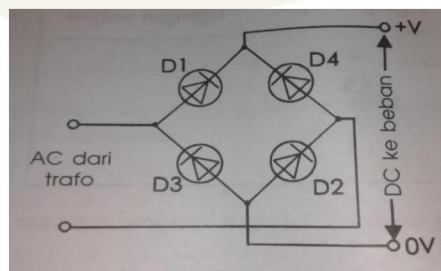 +V
D1
D4
AC dari
trafo
DC ke beban
D3
D2
0V